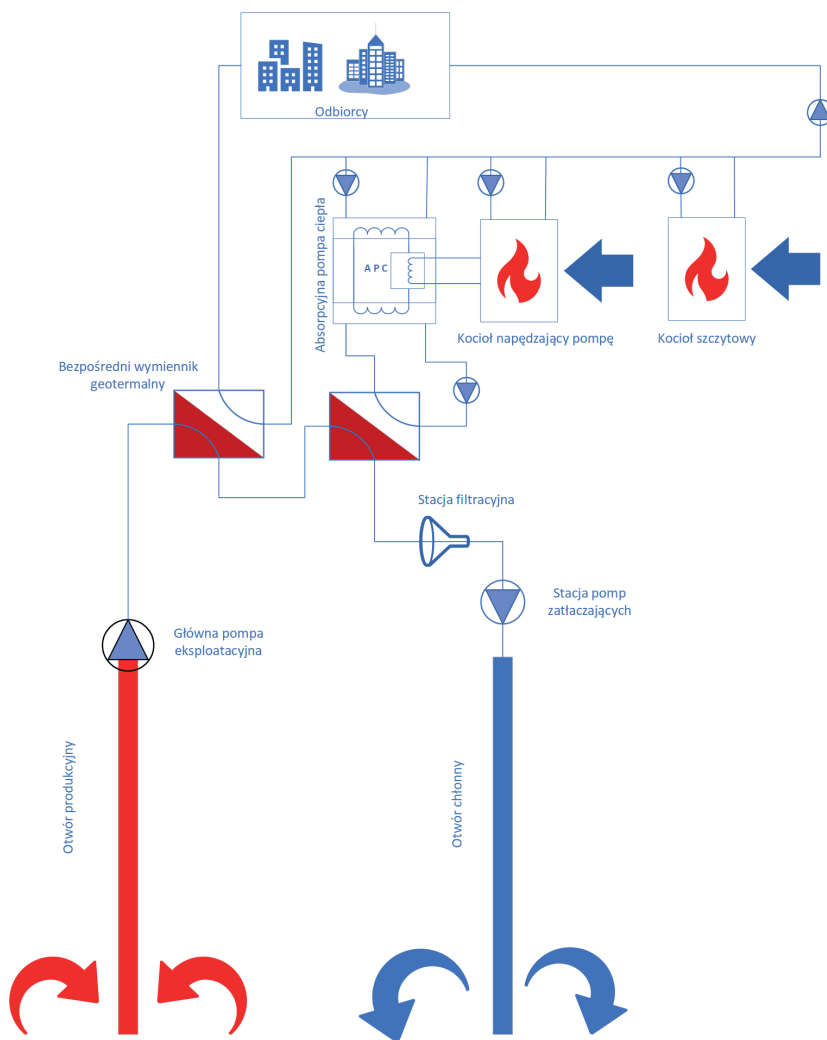 Odbiorcy
Absorpcyjna pompa ciepła
A P C
Kocioł napędzający pompę
Kocioł szczytowy
Bezpośredni wymiennik
geotermalny
Stacja filtracyjna
Stacja pomp
zatłaczających
Główna pompa
eksploatacyjna
Otwór produkcyjny
Otwór chłonny